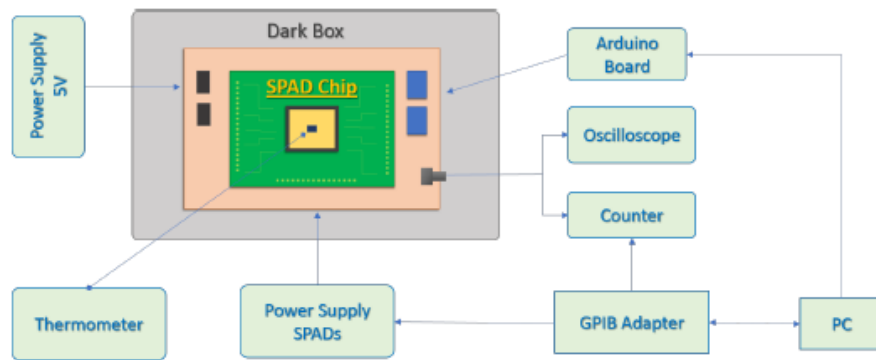 Dark Box
Power Supply
5V
SPAD Chip
Arduino
Board
Oscilloscope
Counter
Thermometer
Power Supply
SPADs
GPIB Adapter
PC